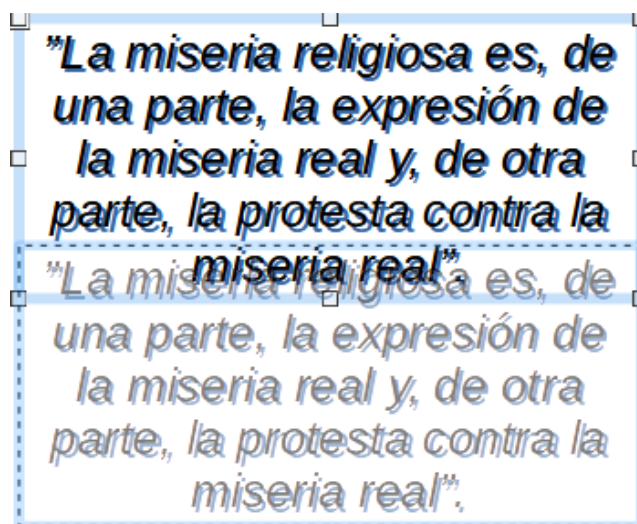 ”La miseria religiosa es, de
una parte, la expresión de
la miseria real y, de otra
parte, la protesta contra la
miseria real”.
”La miseria religiosa es, de
una parte, la expresión de
la miseria real y, de otra
parte, la protesta contra la
miseria real”.